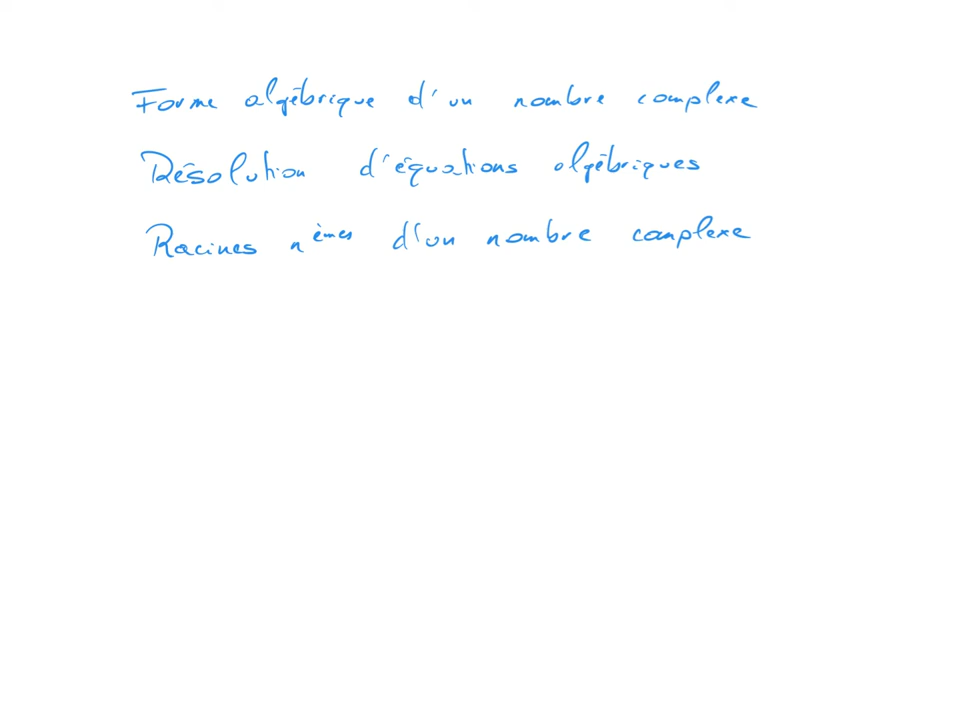 Forme algébrique d'un nombre complexe
Résolution d'équations algébriques
Racines nèmes d'un nombre complexe